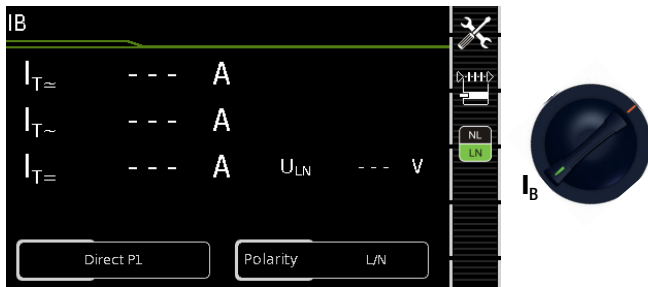 IB
IT≂ - - - A
IT~ - - - A
IT= - - - A ULN - - - V
Direct P1
Polarity L/N
NL
LN
IB